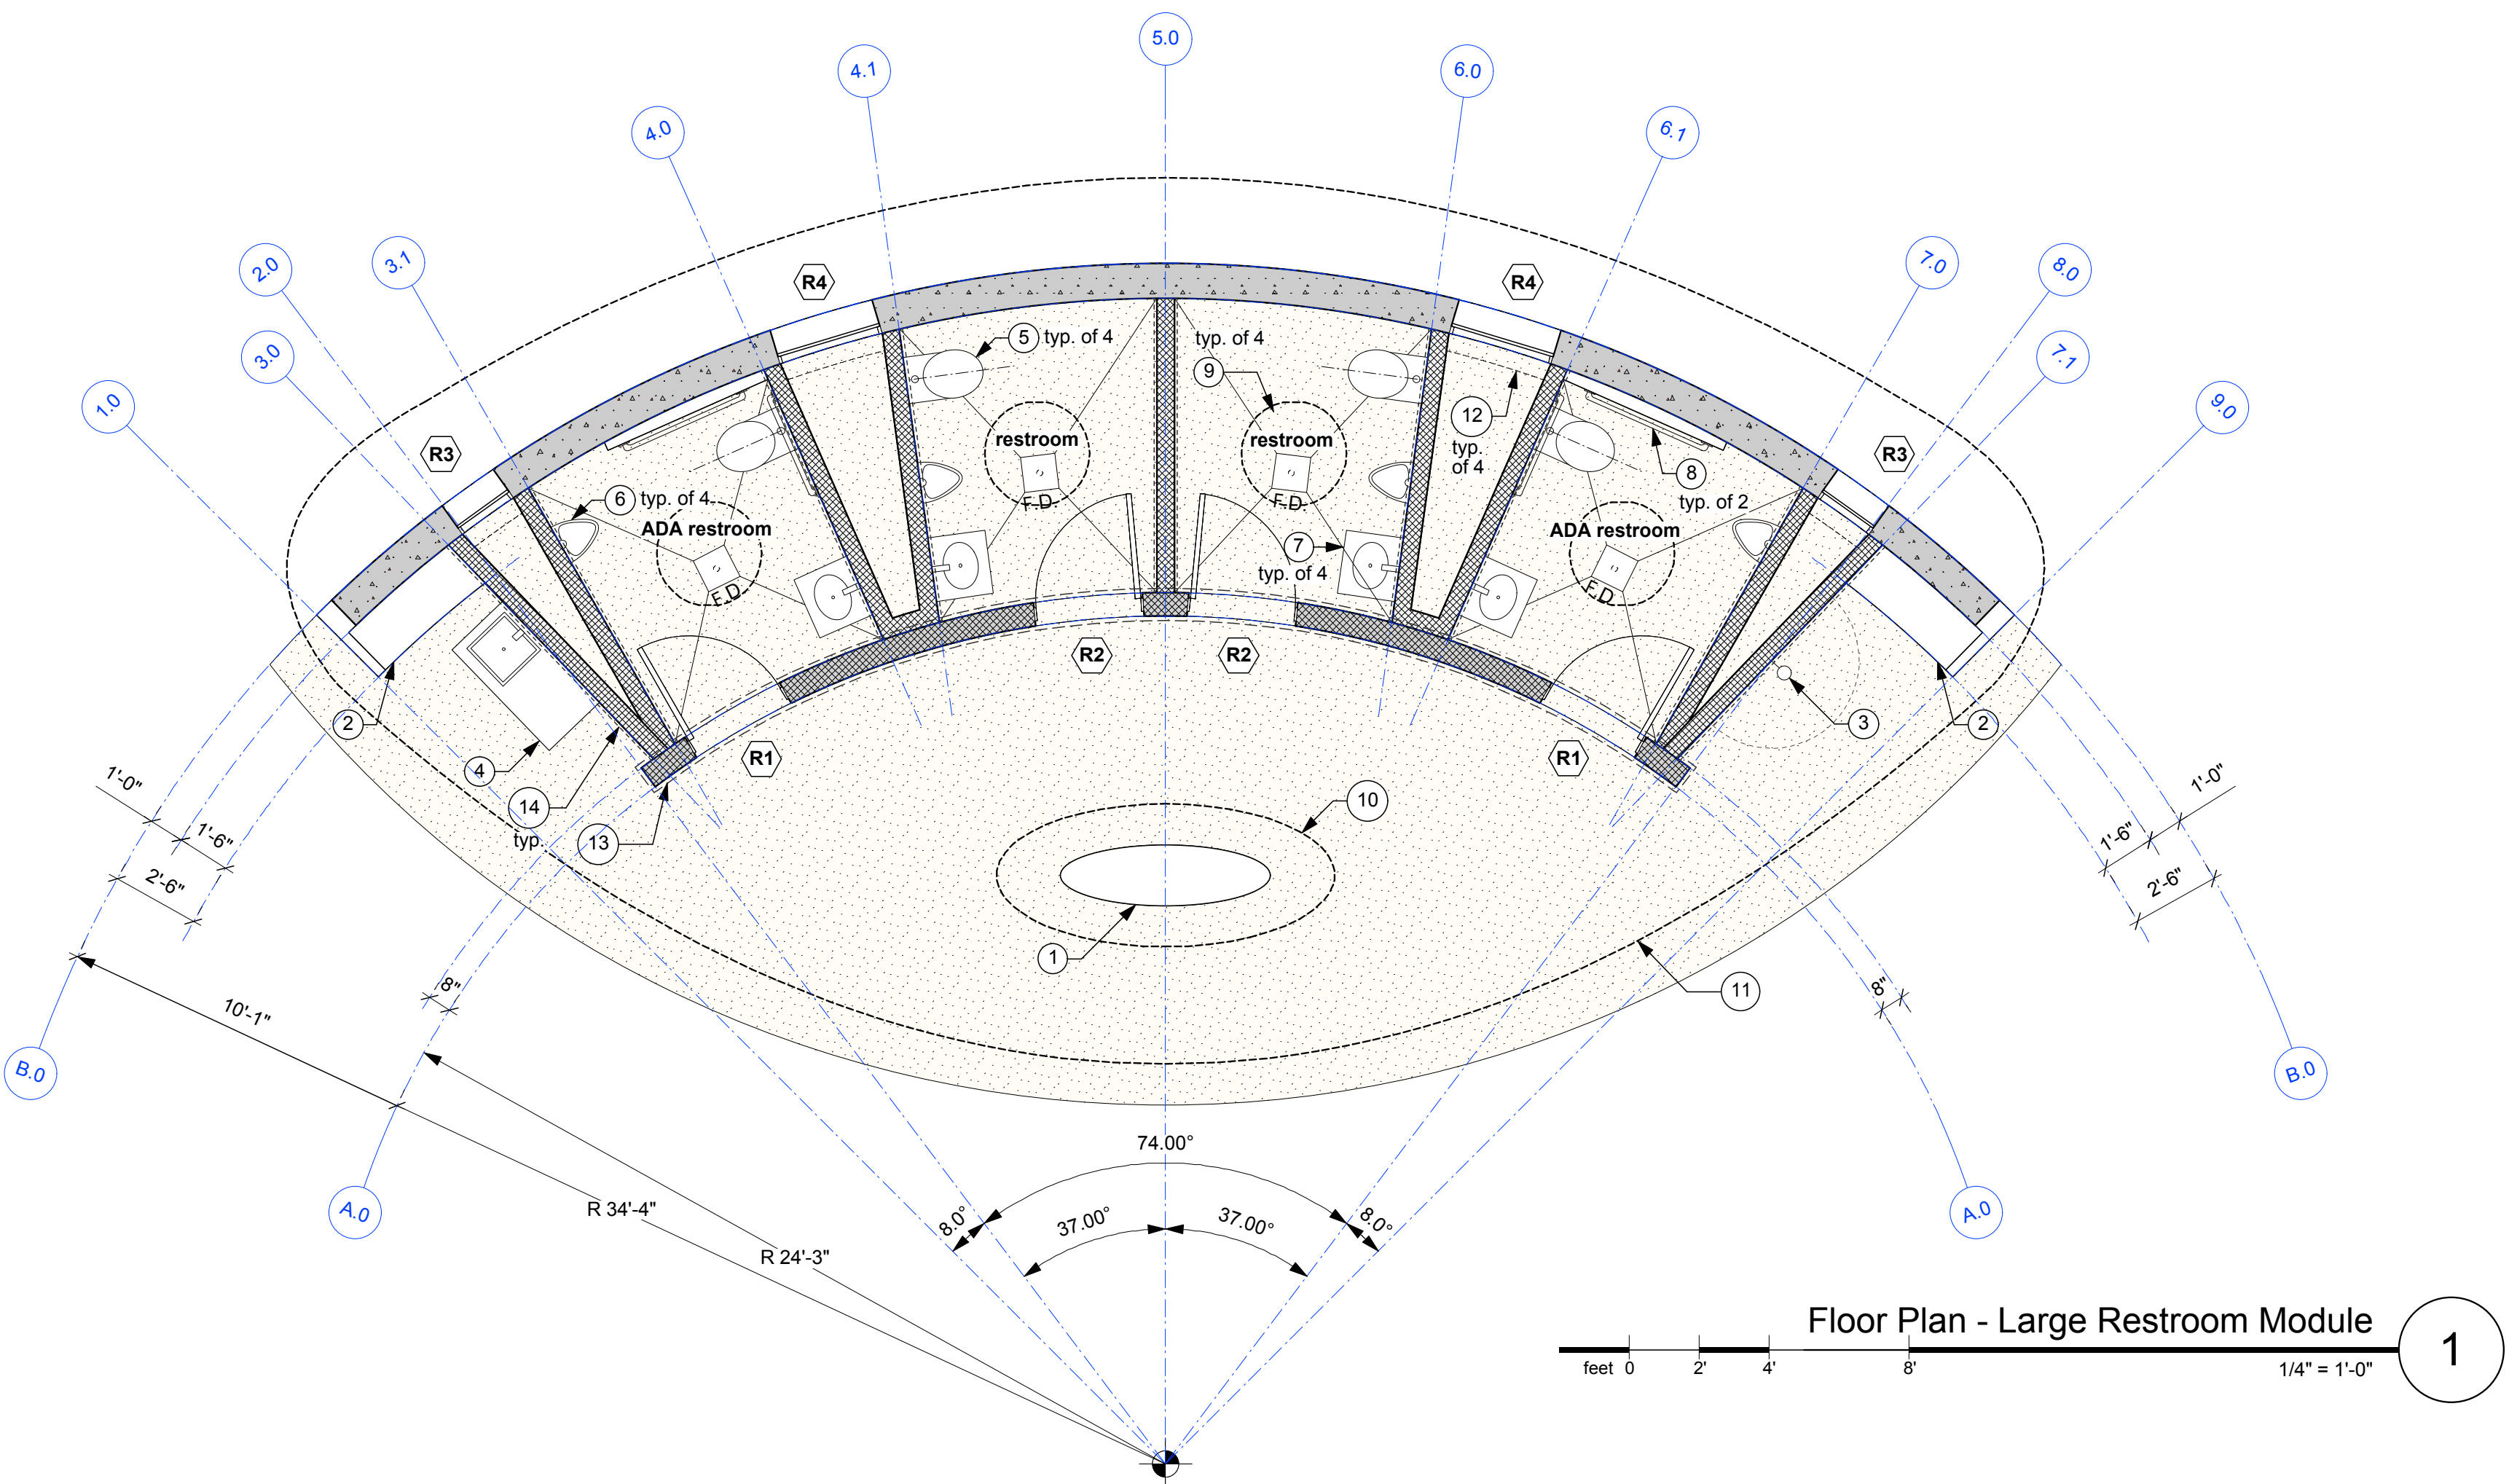 5.0
4.1
6.0
4.0
6.1
3.1
7.0
2.0
8.0
3.0
7.1
1.0
9.0
R4
R4
R3
R3
5 typ. of 4
typ. of 4
9
12
typ.
of 4
restroom
restroom
8
typ. of 2
6 typ. of 4
ADA restroom
ADA restroom
F.D.
F.D.
7
typ. of 4
F.D.
F.D.
R2
R2
2
3
2
R1
R1
4
14
typ.
13
10
1
11
1'-0"
1'-6"
2'-6"
1'-0"
1'-6"
2'-6"
8"
8"
10'-1"
B.0
B.0
A.0
A.0
74.00°
R 34'-4"
8.0°
37.00°
37.00°
8.0°
R 24'-3"
Floor Plan - Large Restroom Module
1
feet 0 2' 4' 8'
1/4" = 1'-0"